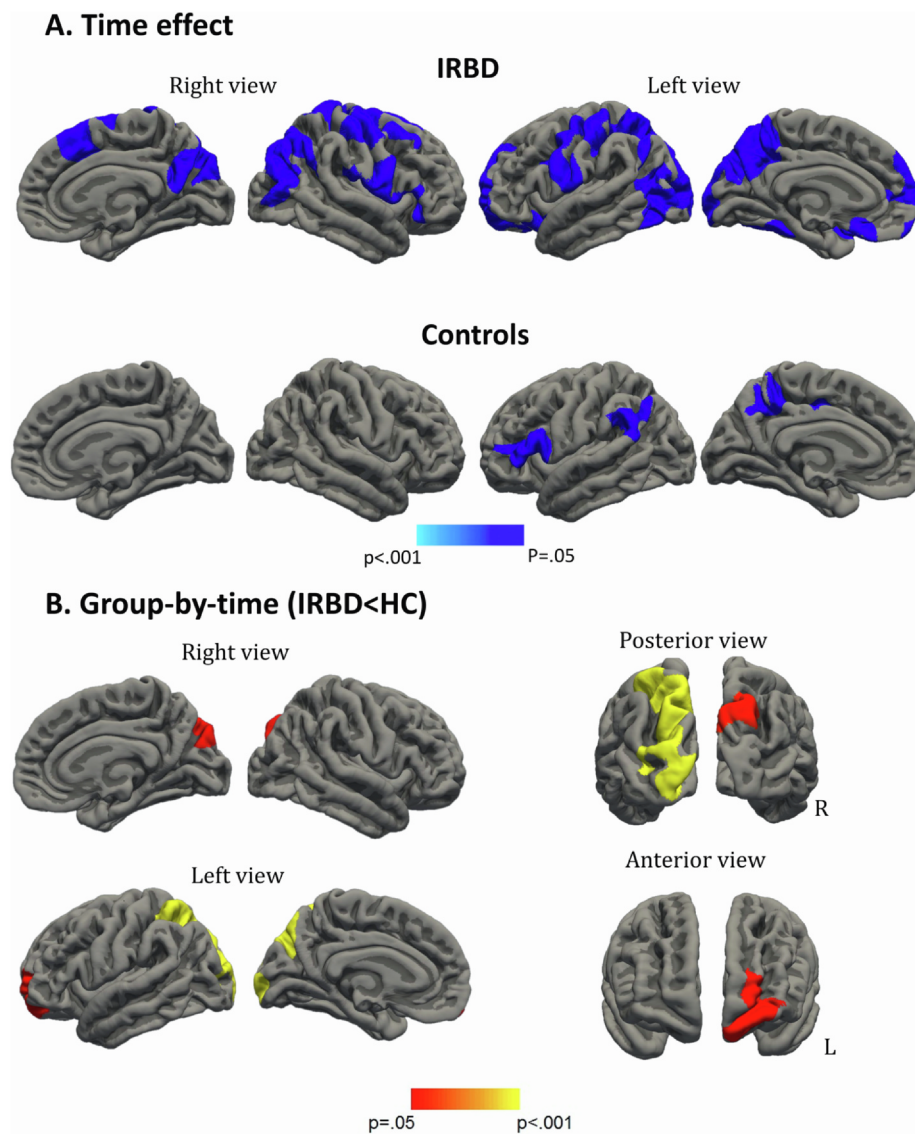 A. Time effect
IRBD
Right view
Left view
Controls
p<.001
P=.05
B. Group-by-time (IRBD<HC)
Right view
Posterior view
R
Left view
Anterior view
L
p=.05
p<.001